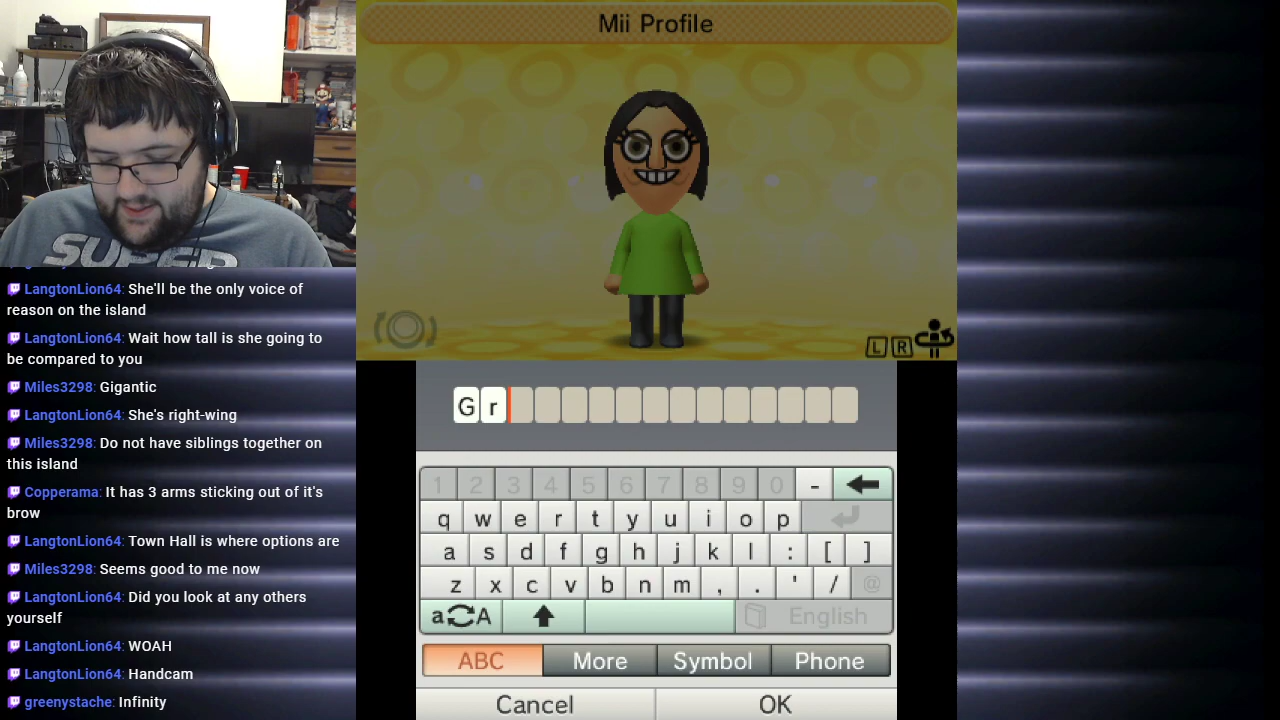 SUPER
LangtonLion64: She'll be the only voice of
reason on the island
LangtonLion64: Wait how tall is she going to
be compared to you
Miles3298: Gigantic
LangtonLion64: She's right-wing
Miles3298: Do not have siblings together on
this island
Copperama: It has 3 arms sticking out of it's
brow
LangtonLion64: Town Hall is where options are
Miles3298: Seems good to me now
LangtonLion64: Did you look at any others
yourself
LangtonLion64: WOAH
LangtonLion64: Handcam
greenystache: Infinity
Mii Profile
L R
G r
1 2 3 4 5 6 7 8 9 0 -
q w e r t y u i o p
a s d f g h j k l : [ ]
z x c v b n m , . ' / @
a A English
ABC More Symbol Phone
Cancel OK